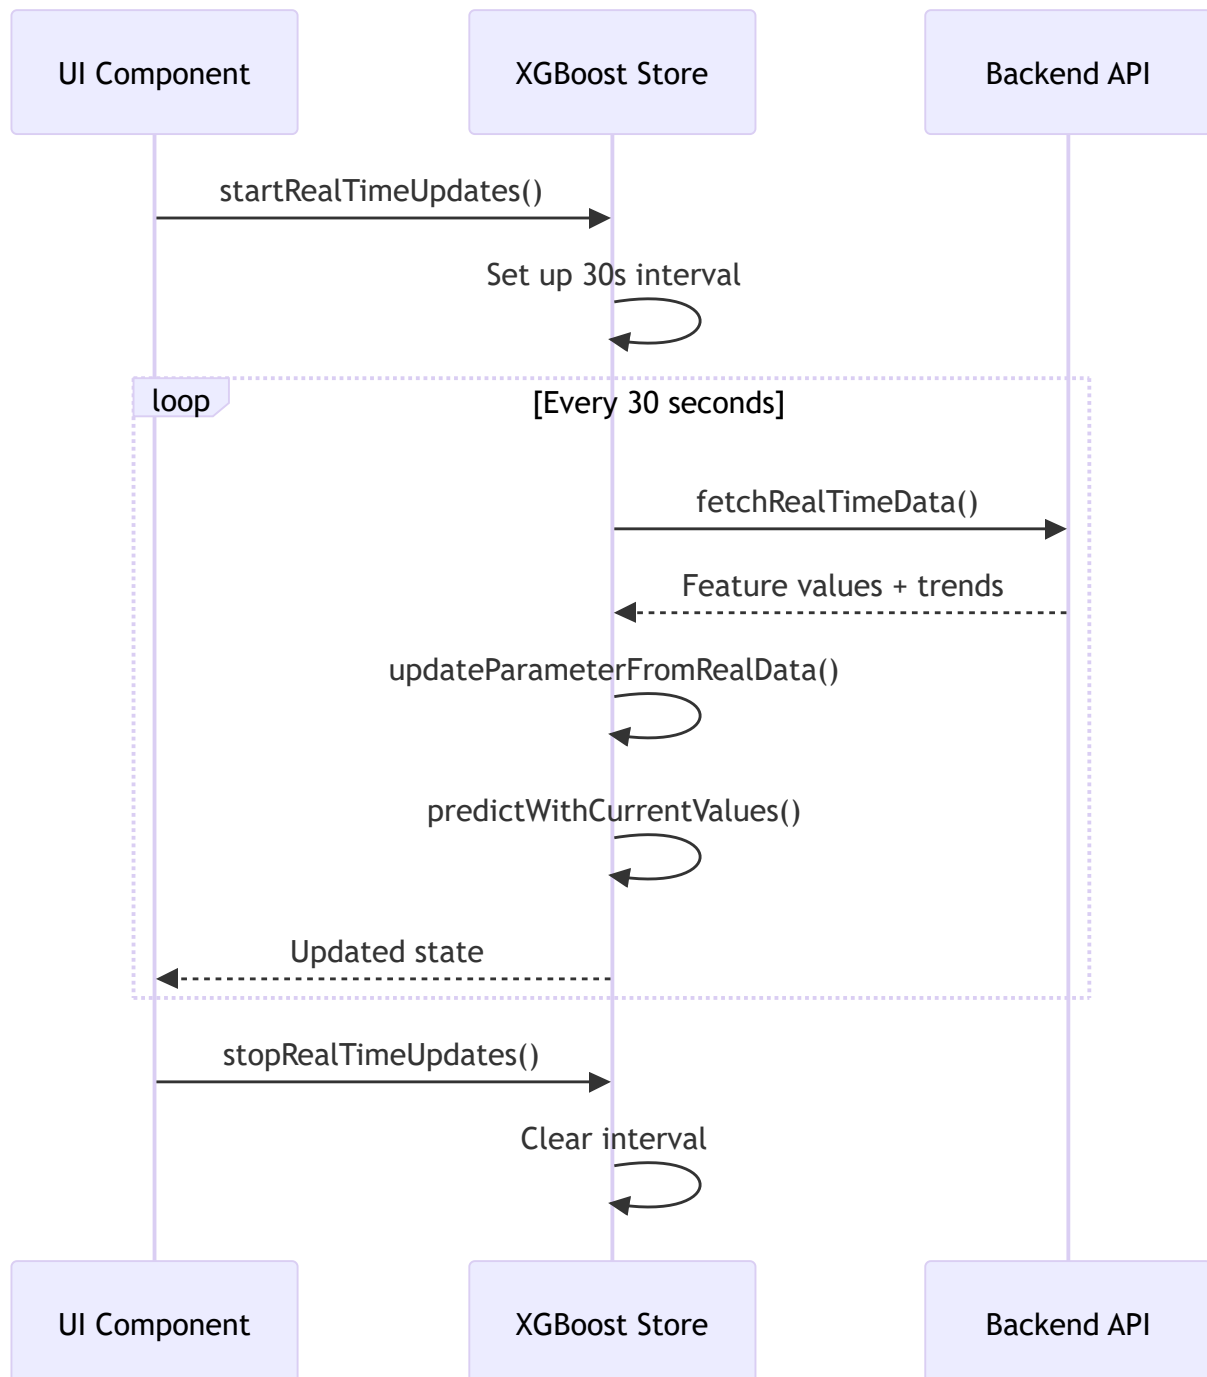 UI Component
XGBoost Store
Backend API
startRealTimeUpdates()
Set up 30s interval
loop
[Every 30 seconds]
fetchRealTimeData()
Feature values + trends
updateParameterFromRealData()
predictWithCurrentValues()
Updated state
stopRealTimeUpdates()
Clear interval
UI Component
XGBoost Store
Backend API